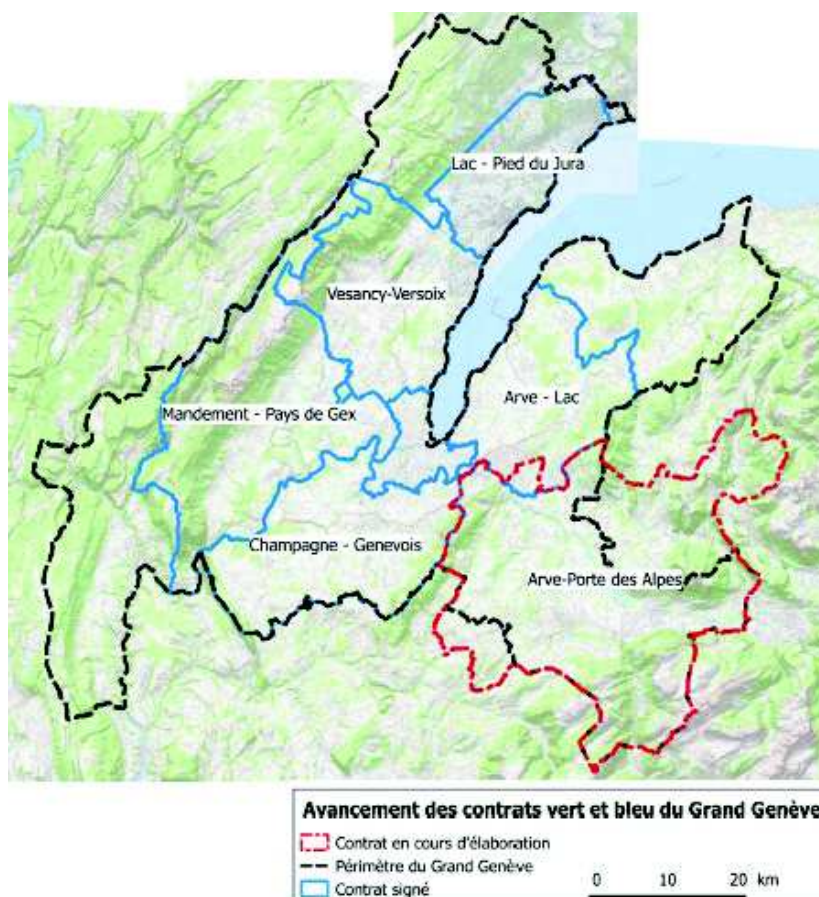 Lac - Pied du Jura
Vesancy-Versoix
Mandement - Pays de Gex
Arve - Lac
Champagne - Genevois
Arve-Porte des Alpes
Avancement des contrats vert et bleu du Grand Genève
Contrat en cours d'élaboration
Périmètre du Grand Genève
Contrat signé
0 10 20 km